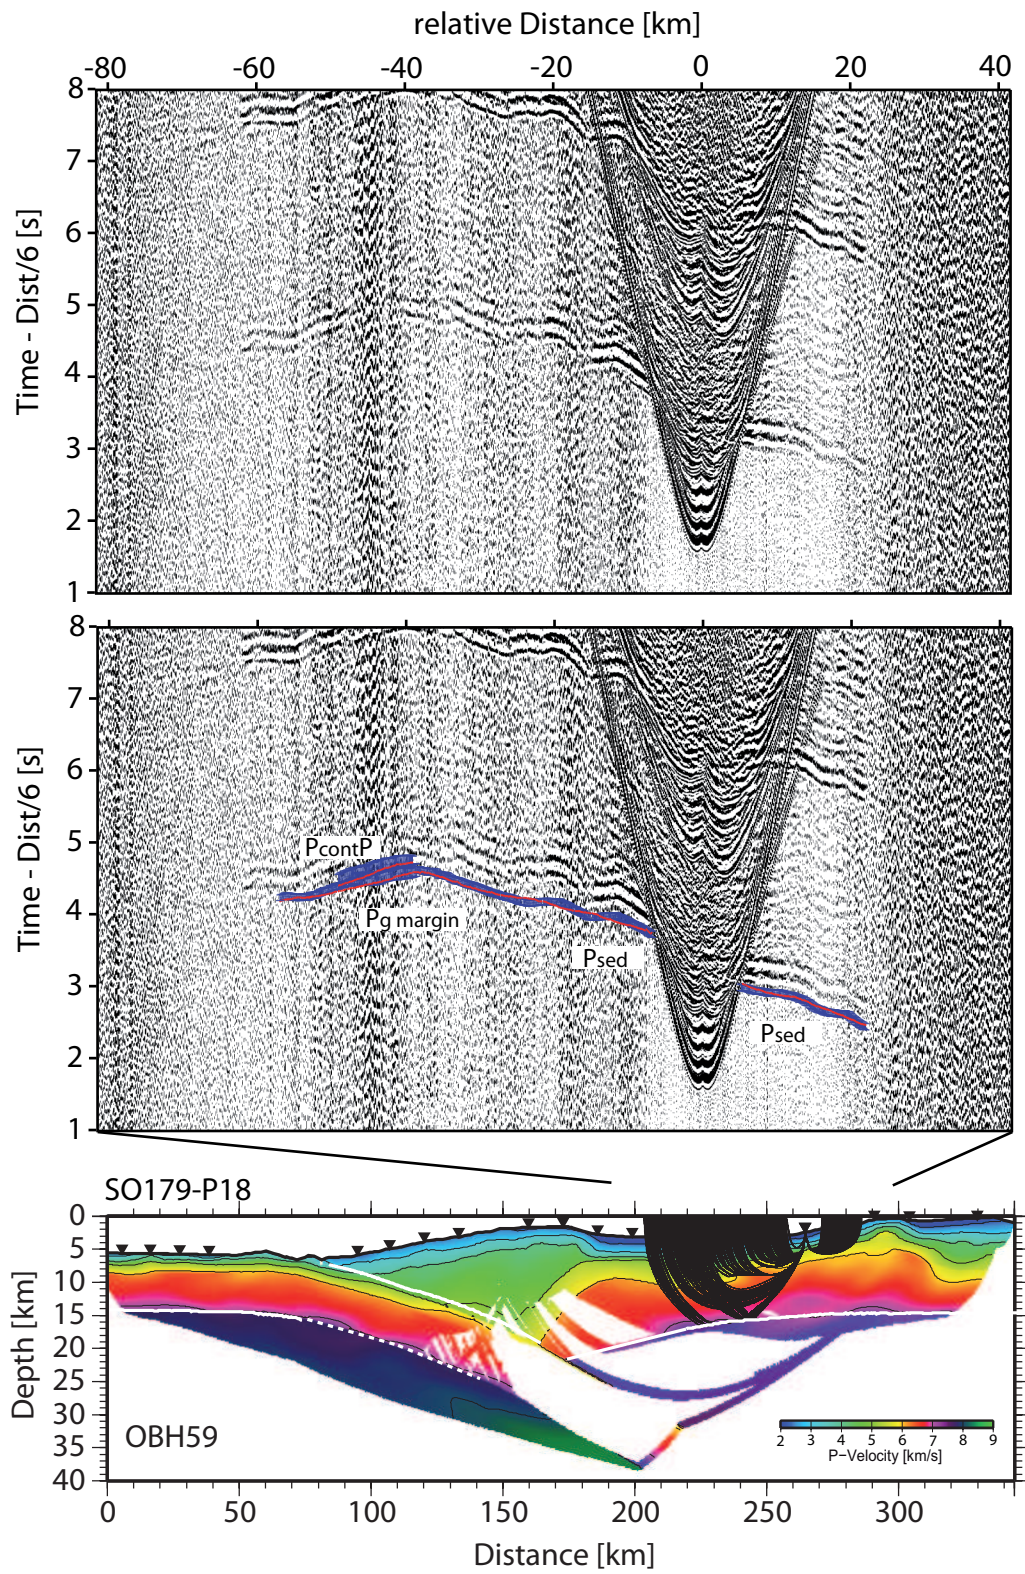 relative Distance [km]
-80 -60 -40 -20 0 20 40
8
7
6
5
4
3
2
1
Time - Dist/6 [s]
8
7
6
5
4
3
2
1
Time - Dist/6 [s]
PcontP
Pg margin
Psed
Psed
SO179-P18
0
5
10
15
20
25
30
35
40
Depth [km]
OBH59
2 3 4 5 6 7 8 9
P-Velocity [km/s]
0 50 100 150 200 250 300
Distance [km]